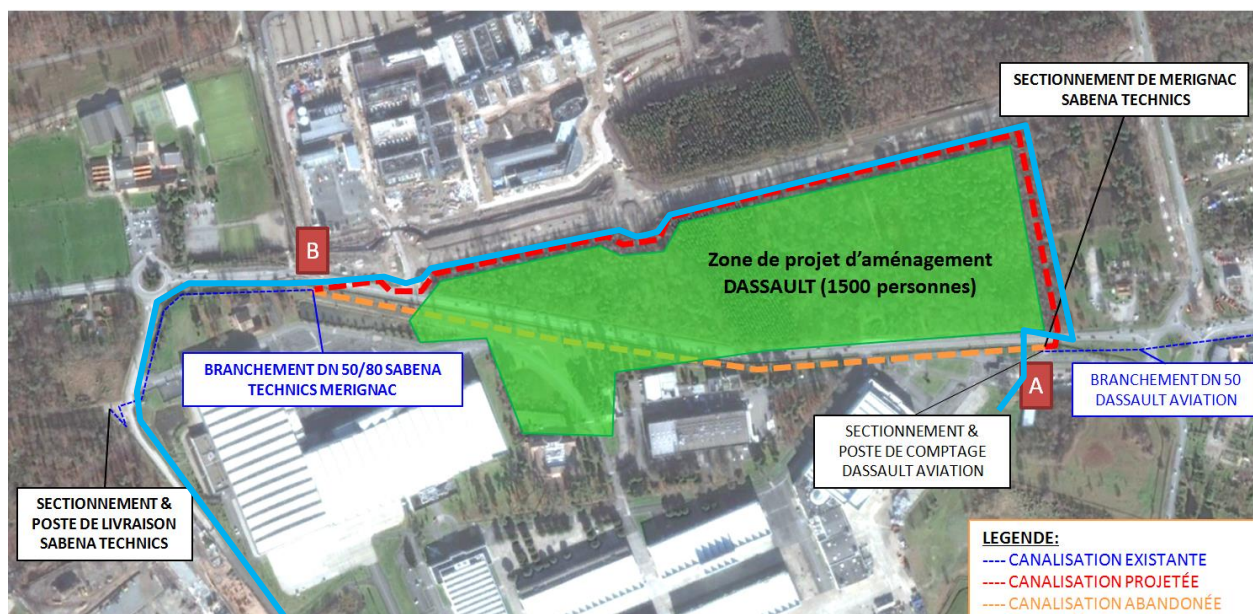 SECTIONNEMENT DE MERIGNAC
SABENA TECHNICS
B
Zone de projet d’aménagement
DASSAULT (1500 personnes)
BRANCHEMENT DN 50/80 SABENA
TECHNICS MERIGNAC
A
BRANCHEMENT DN 50
DASSAULT AVIATION
SECTIONNEMENT &
POSTE DE COMPTAGE
DASSAULT AVIATION
SECTIONNEMENT &
POSTE DE LIVRAISON
SABENA TECHNICS
LEGENDE:
---- CANALISATION EXISTANTE
---- CANALISATION PROJETÉE
---- CANALISATION ABANDONÉE